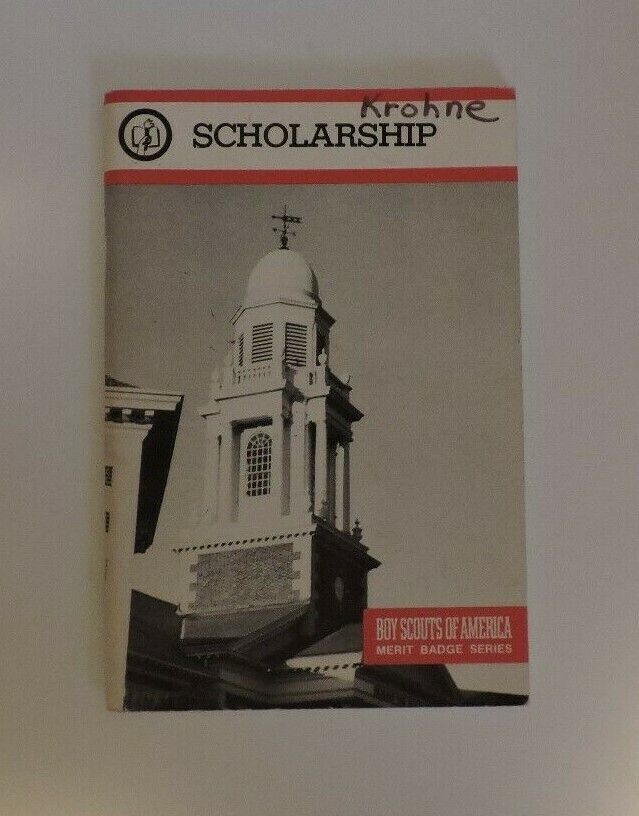 Krohne
SCHOLARSHIP
BOY SCOUTS OF AMERICA
MERIT BADGE SERIES